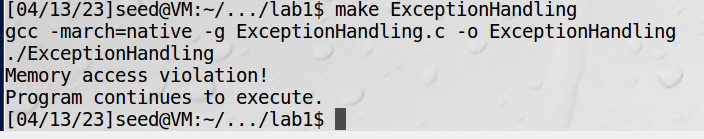 [04/13/23]seed@VM:~/.../lab1$ make ExceptionHandling
gcc -march=native -g ExceptionHandling.c -o ExceptionHandling
./ExceptionHandling
Memory access violation!
Program continues to execute.
[04/13/23]seed@VM:~/.../lab1$